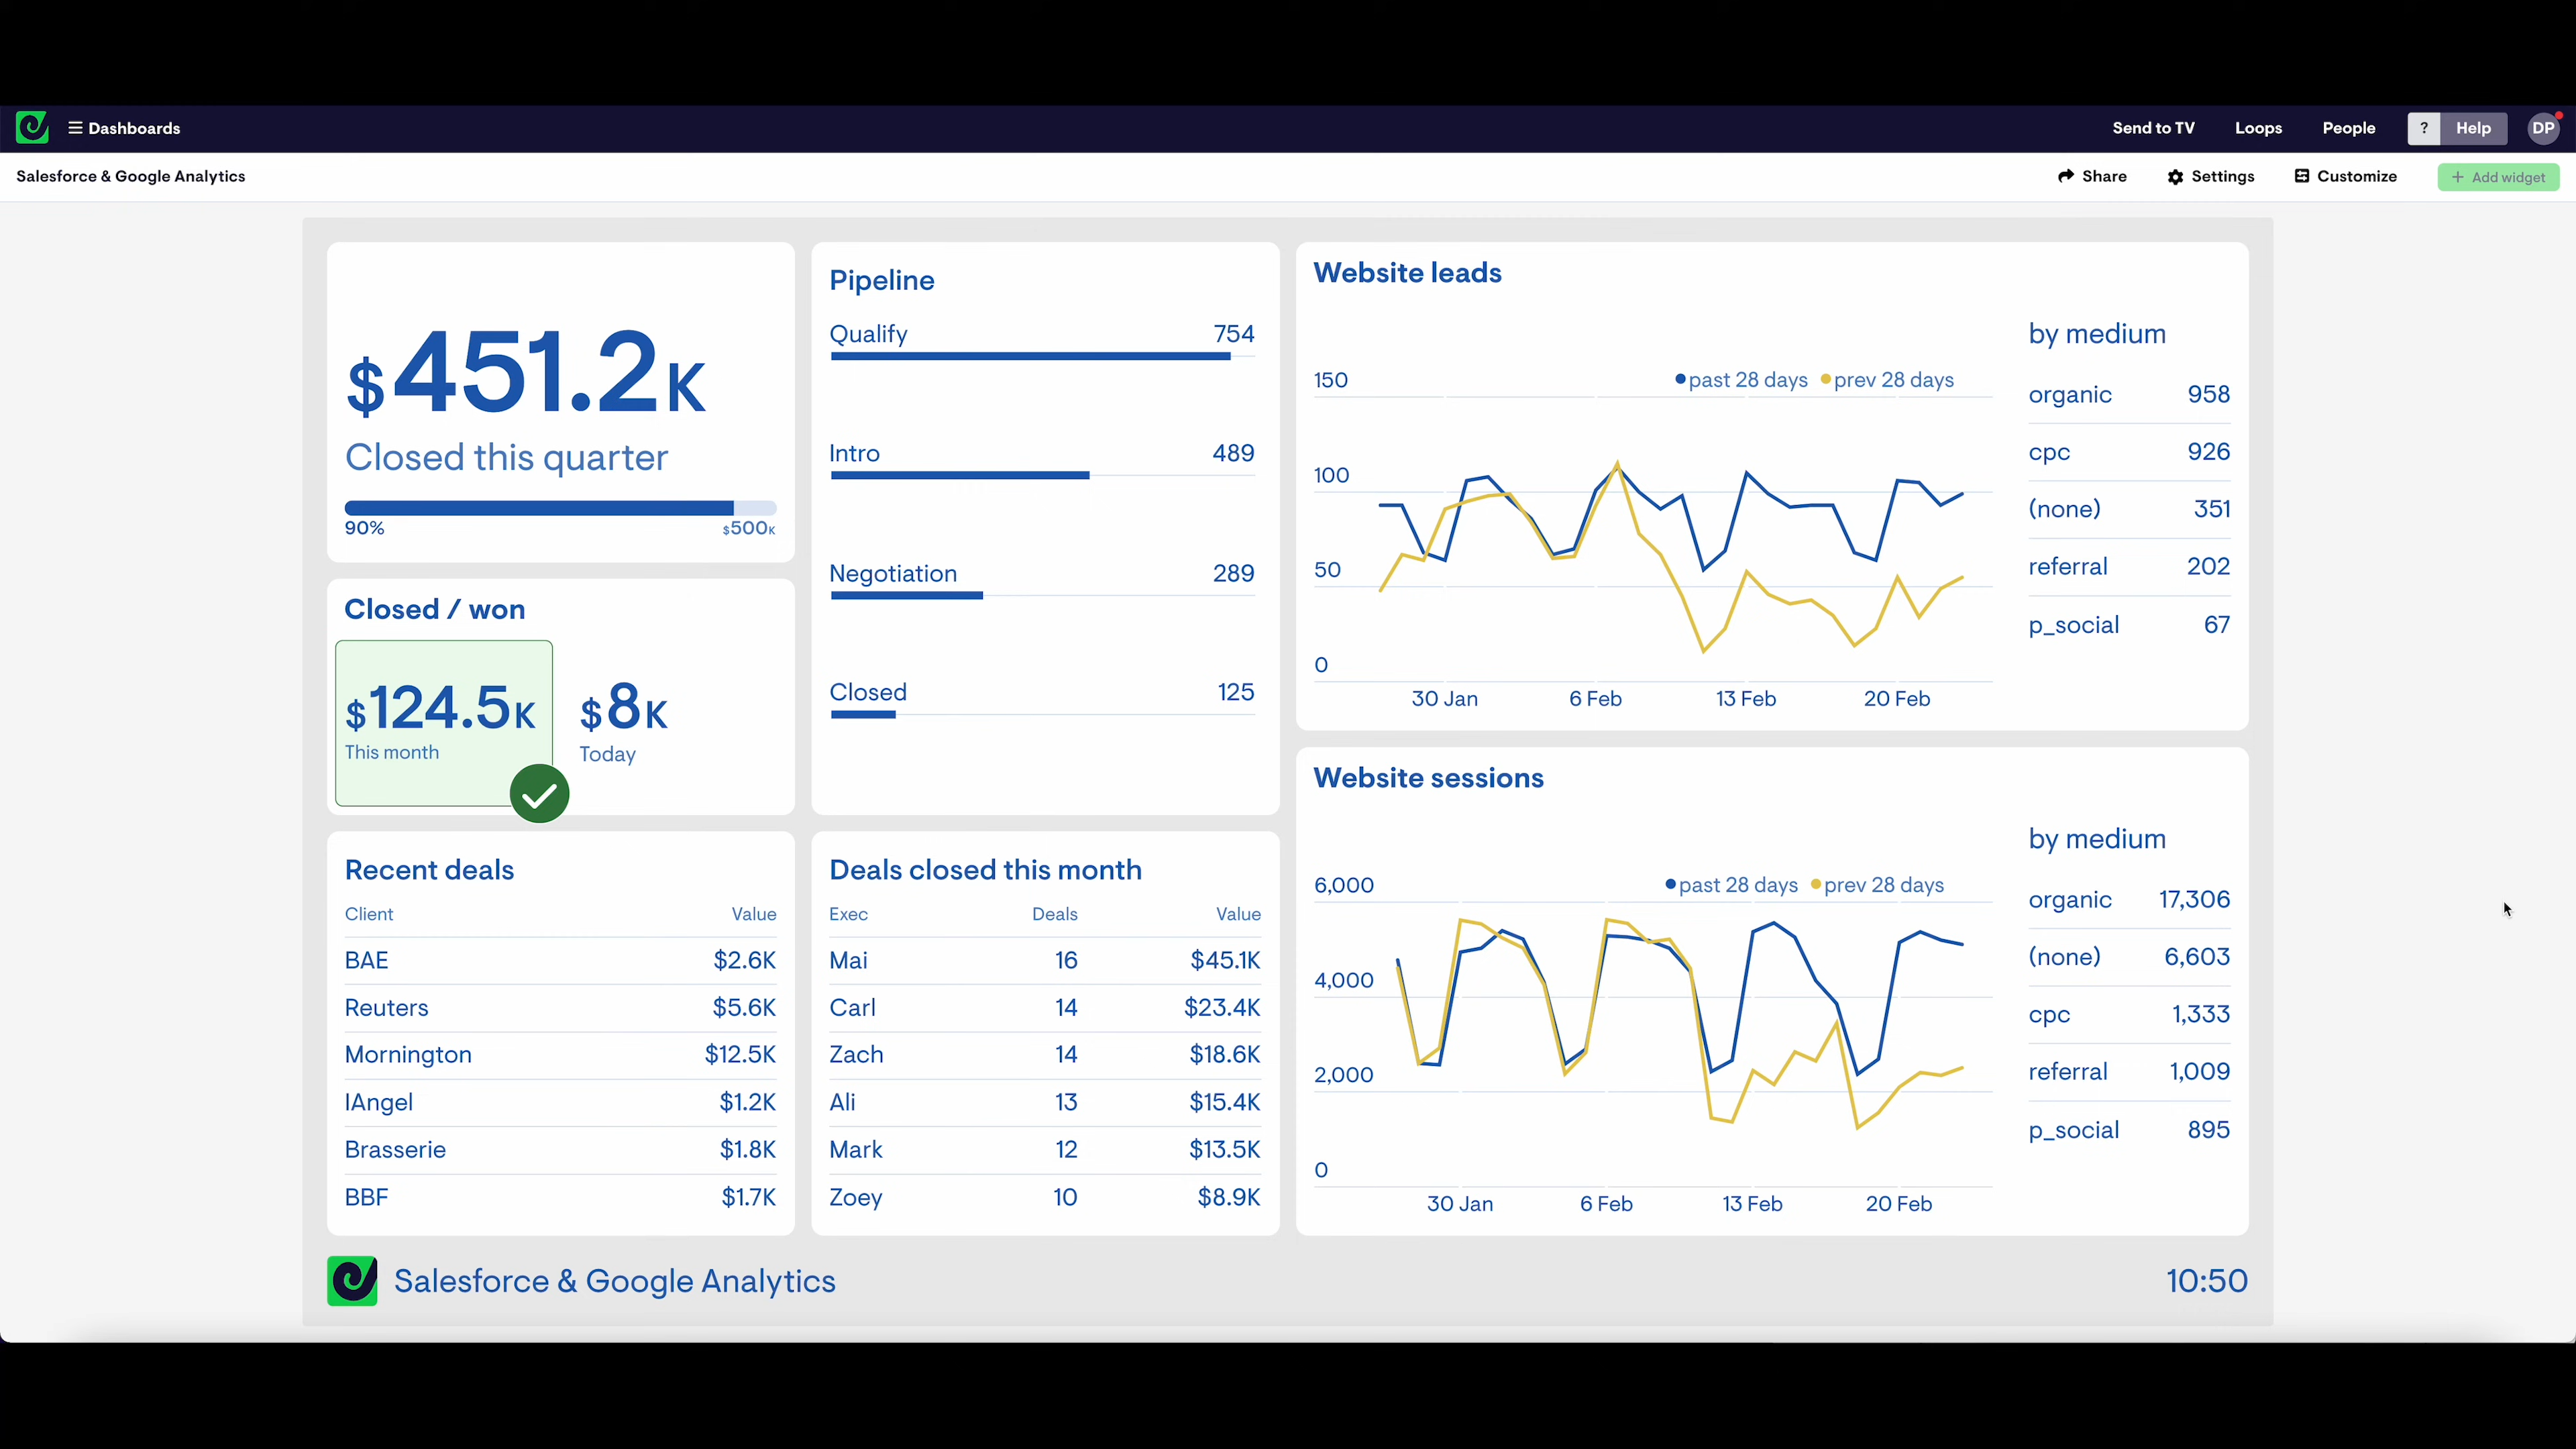 Dashboards
Send to TV
Loops
People
? Help
DP
Salesforce & Google Analytics
Share
Settings
Customize
+ Add widget
$451.2K
Closed this quarter
90% $500K
Closed / won
$124.5K
This month
$8K
Today
Pipeline
Qualify 754
Intro 489
Negotiation 289
Closed 125
Recent deals
Client Value
BAE $2.6K
Reuters $5.6K
Mornington $12.5K
IAngel $1.2K
Brasserie $1.8K
BBF $1.7K
Deals closed this month
Exec Deals Value
Mai 16 $45.1K
Carl 14 $23.4K
Zach 14 $18.6K
Ali 13 $15.4K
Mark 12 $13.5K
Zoey 10 $8.9K
Website leads
past 28 days prev 28 days
150
100
50
0
30 Jan 6 Feb 13 Feb 20 Feb
by medium
organic 958
cpc 926
(none) 351
referral 202
p_social 67
Website sessions
past 28 days prev 28 days
6,000
4,000
2,000
0
30 Jan 6 Feb 13 Feb 20 Feb
by medium
organic 17,306
(none) 6,603
cpc 1,333
referral 1,009
p_social 895
Salesforce & Google Analytics
10:50